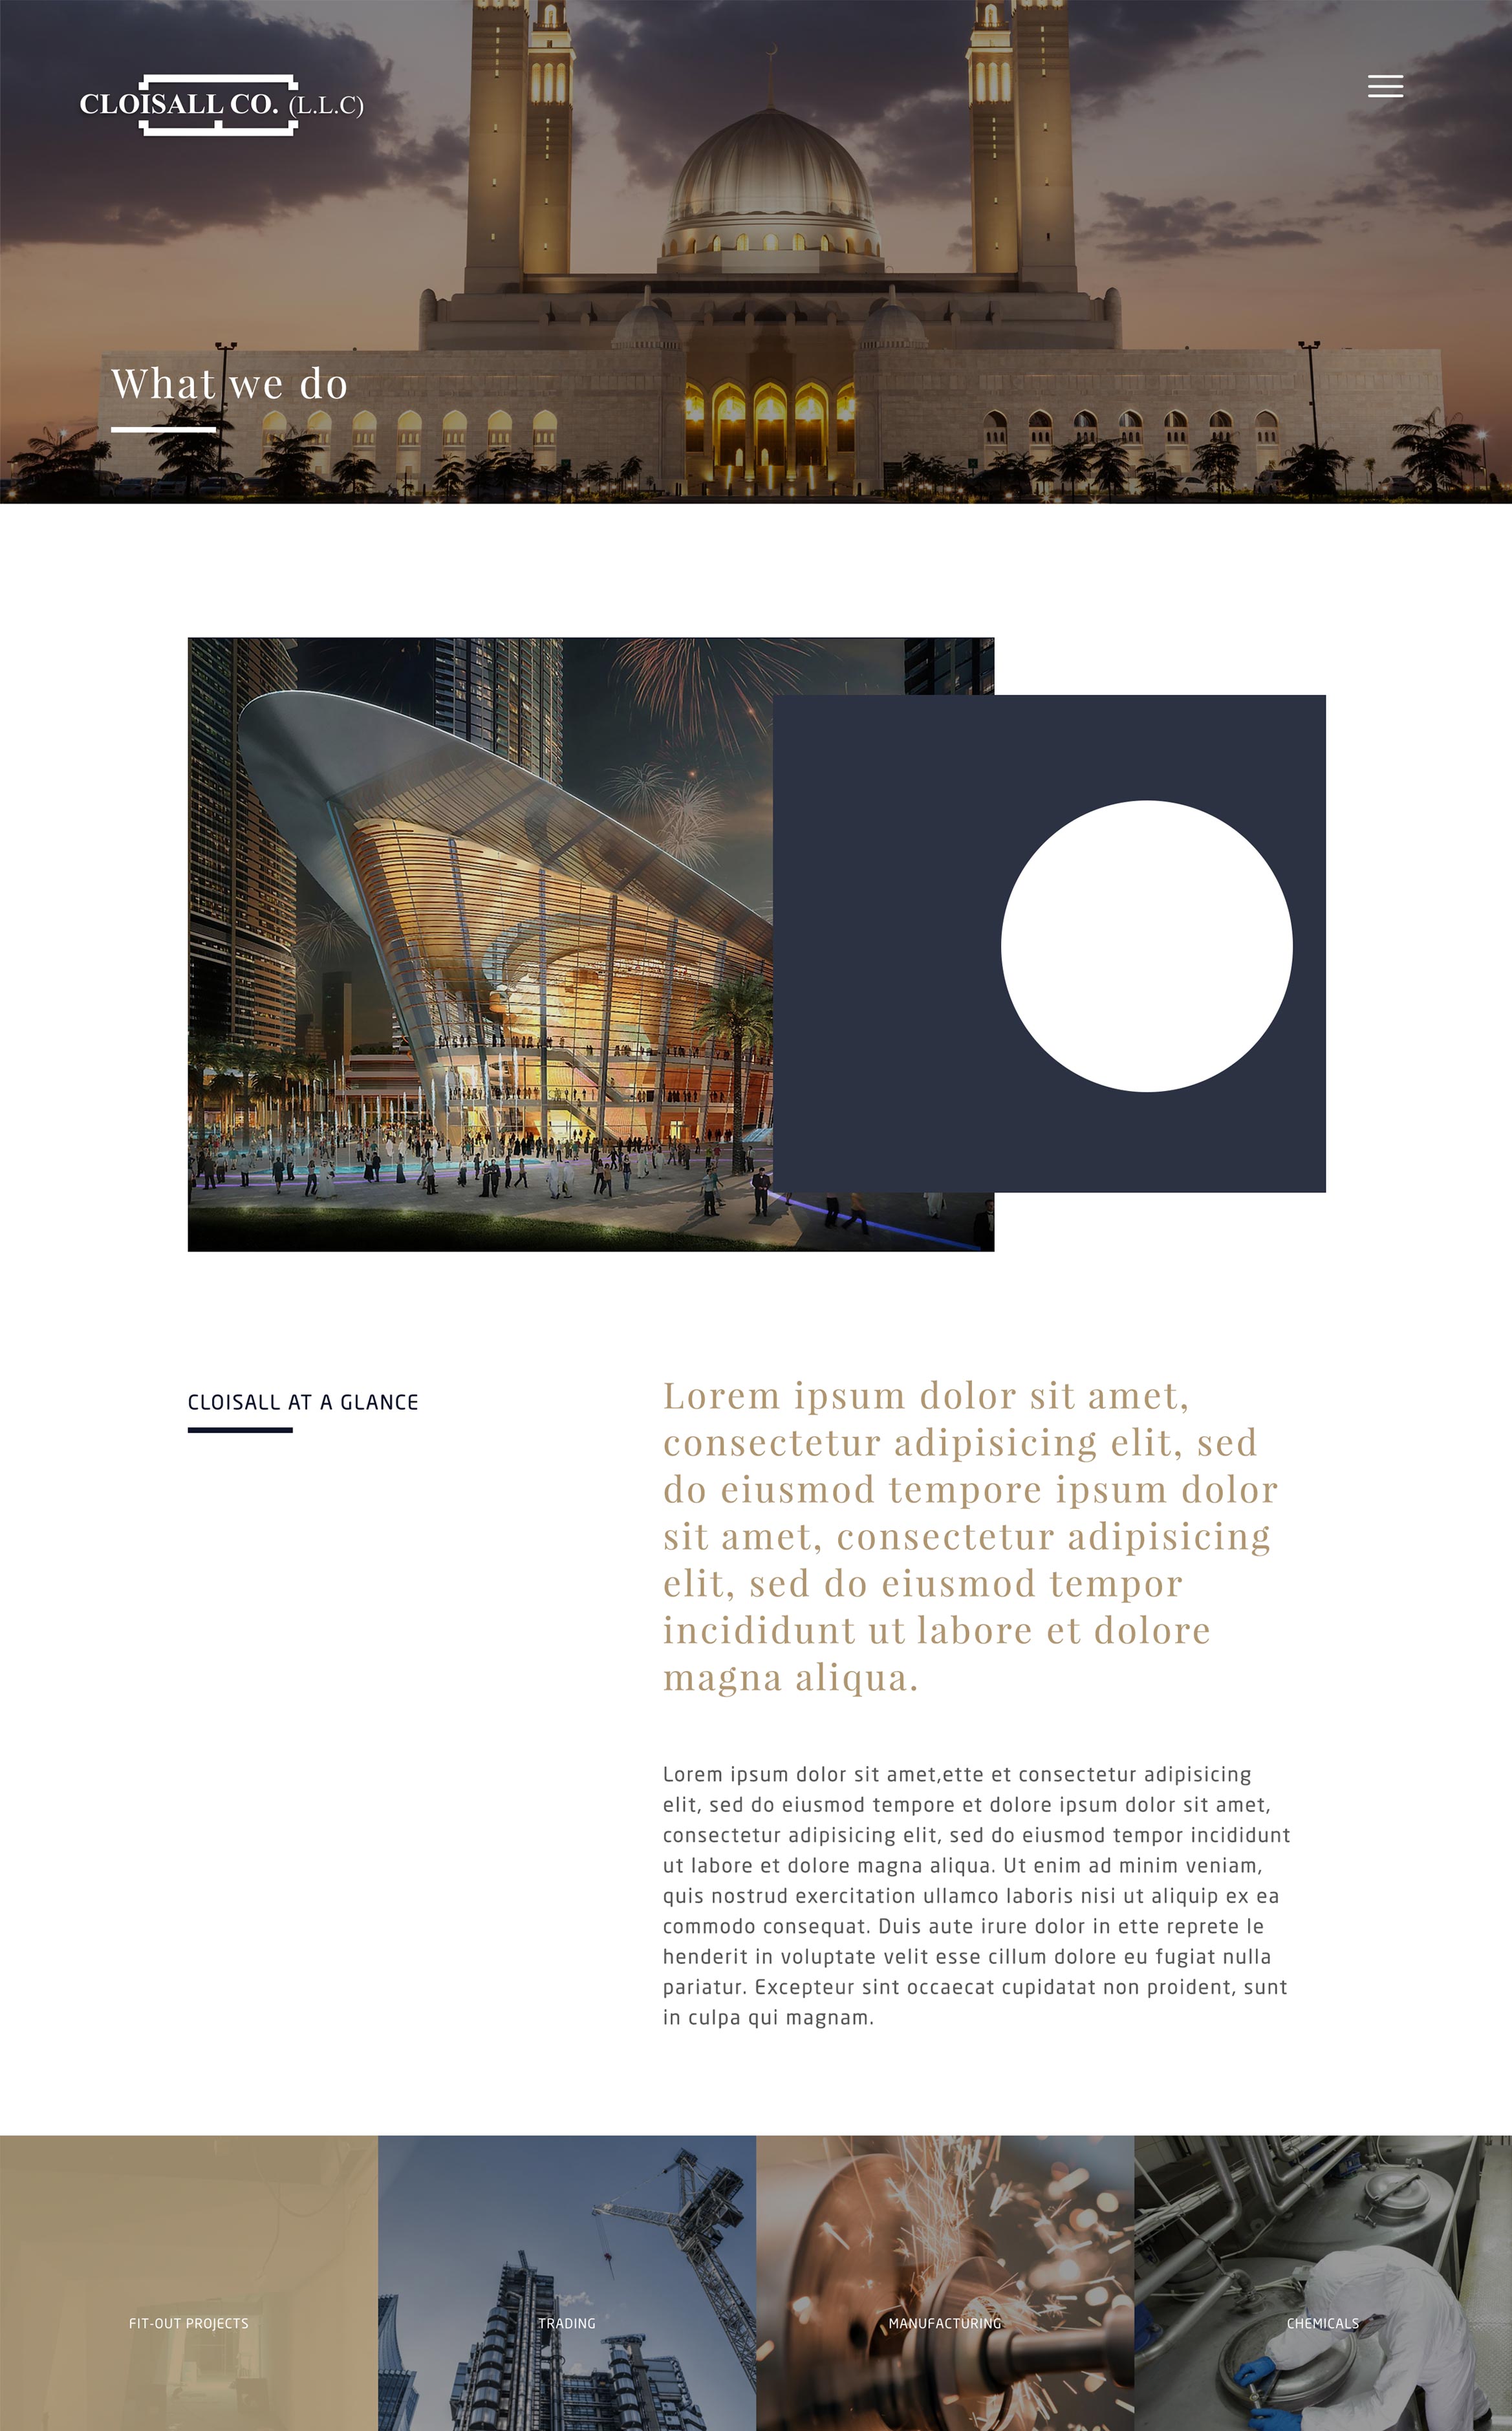 CLOISALL CO. (L.L.C)
What we do
CLOISALL AT A GLANCE
Lorem ipsum dolor sit amet,
consectetur adipisicing elit, sed
do eiusmod tempore ipsum dolor
sit amet, consectetur adipisicing
elit, sed do eiusmod tempor
incididunt ut labore et dolore
magna aliqua.
Lorem ipsum dolor sit amet,ette et consectetur adipisicing
elit, sed do eiusmod tempore et dolore ipsum dolor sit amet,
consectetur adipisicing elit, sed do eiusmod tempor incididunt
ut labore et dolore magna aliqua. Ut enim ad minim veniam,
quis nostrud exercitation ullamco laboris nisi ut aliquip ex ea
commodo consequat. Duis aute irure dolor in ette reprete le
henderit in voluptate velit esse cillum dolore eu fugiat nulla
pariatur. Excepteur sint occaecat cupidatat non proident, sunt
in culpa qui magnam.
FIT-OUT PROJECTS
TRADING
MANUFACTURING
CHEMICALS